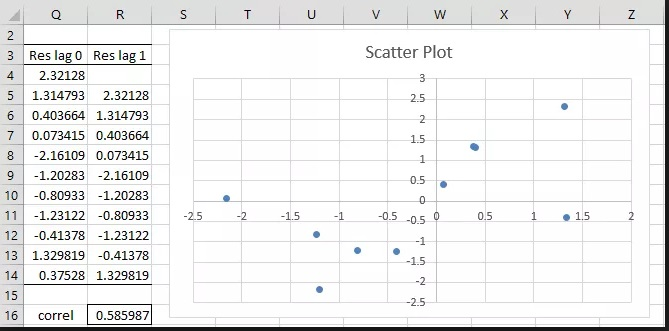 Q R S T U V W X Y Z
2
3 Res lag 0 Res lag 1
4 2.32128
5 1.314793 2.32128
6 0.403664 1.314793
7 0.073415 0.403664
8 -2.16109 0.073415
9 -1.20283 -2.16109
10 -0.80933 -1.20283
11 -1.23122 -0.80933
12 -0.41378 -1.23122
13 1.329819 -0.41378
14 0.37528 1.329819
15
16 correl 0.585987
Scatter Plot
3
2.5
2
1.5
1
0.5
0
-2.5 -2 -1.5 -1 -0.5 0 0.5 1 1.5 2
-0.5
-1
-1.5
-2
-2.5